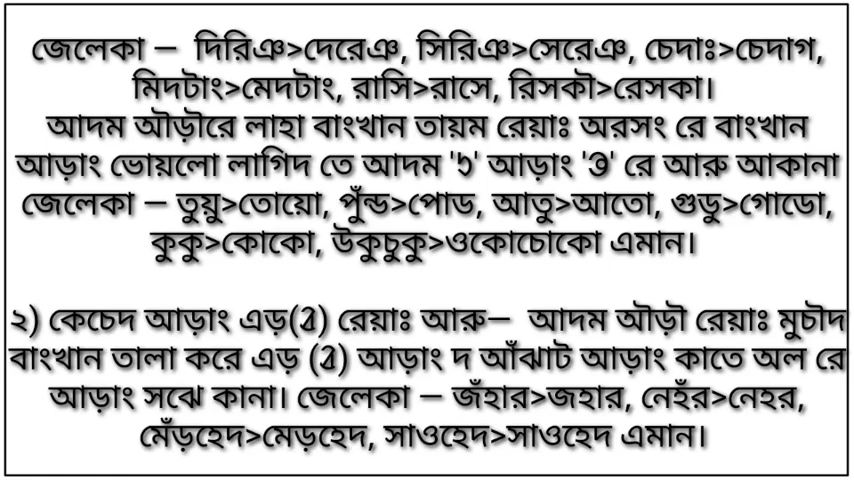 জেলেকা — দিরিঞ>দেরেঞ, সিরিঞ>সেরেঞ, চেদাঃ>চেদাগ,
মিদটাং>মেদটাং, রাসি>রাসে, রিসকী>রেসকা।
আদম ঔড়ীরে লাহা বাংখান তায়ম রেয়াঃ অরসং রে বাংখান
আড়াং ভোয়লো লাগিদ তে আদম 'ᱩ' আড়াং 'ᱳ' রে আরু আকানা
জেলেকা — তুয়ু>তোয়ো, পুঁন্ড>পোড, আতু>আতো, গুডু>গোডো,
কুকু>কোকো, উকুচুকু>ওকোচোকো এমান।
২) কেচেদ আড়াং এড়(ᱽ) রেয়াঃ আরু— আদম ঔড়ী রেয়াঃ মুচৗদ
বাংখান তালা করে এড় (ᱽ) আড়াং দ আঁঝাট আড়াং কাতে অল রে
আড়াং সঝে কানা। জেলেকা — জঁহার>জহার, নেহঁর>নেহর,
মেঁড়হেদ>মেড়হেদ, সাওহেদ>সাওহেদ এমান।